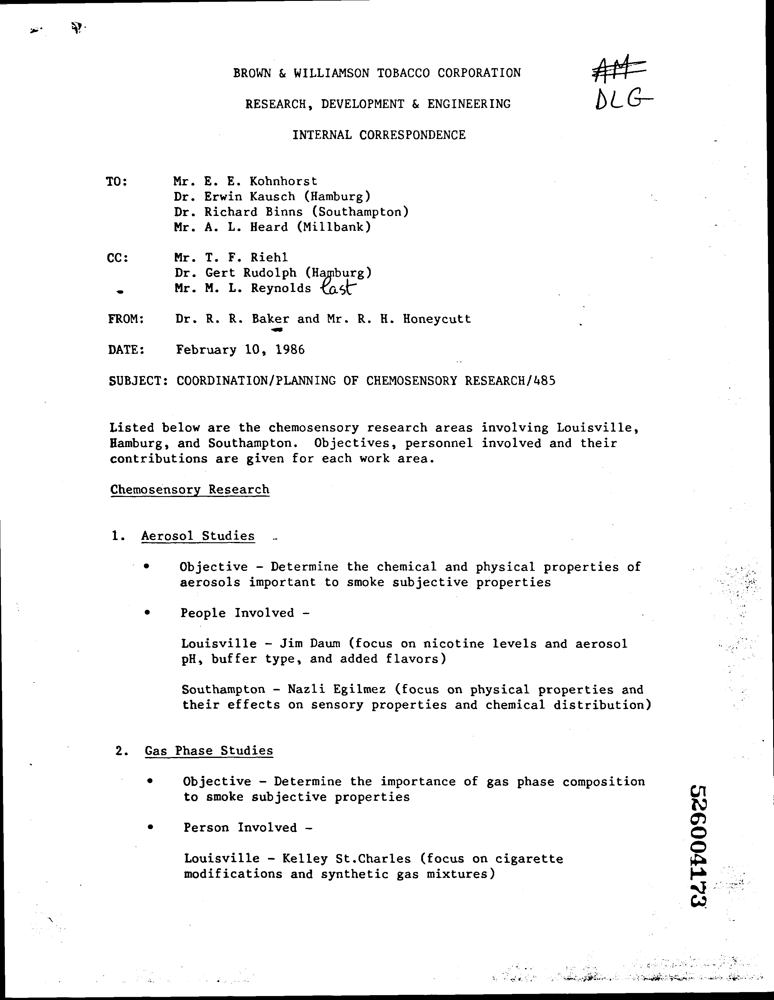 BROWN & WILLIAMSON TOBACCO CORPORATION
AM
DLG
RESEARCH, DEVELOPMENT & ENGINEERING
INTERNAL CORRESPONDENCE
TO: Mr. E. E. Kohnhorst
Dr. Erwin Kausch (Hamburg)
Dr. Richard Binns (Southampton)
Mr. A. L. Heard (Millbank)
CC: Mr. T. F. Riehl
Dr. Gert Rudolph (Hamburg)
Mr. M. L. Reynolds last
FROM: Dr. R. R. Baker and Mr. R. H. Honeycutt
DATE: February 10, 1986
SUBJECT: COORDINATION/PLANNING OF CHEMOSENSORY RESEARCH/485
Listed below are the chemosensory research areas involving Louisville,
Hamburg, and Southampton. Objectives, personnel involved and their
contributions are given for each work area.
Chemosensory Research
1. Aerosol Studies
• Objective - Determine the chemical and physical properties of
aerosols important to smoke subjective properties
• People Involved -
Louisville - Jim Daum (focus on nicotine levels and aerosol
pH, buffer type, and added flavors)
Southampton - Nazli Egilmez (focus on physical properties and
their effects on sensory properties and chemical distribution)
2. Gas Phase Studies
• Objective - Determine the importance of gas phase composition
to smoke subjective properties
• Person Involved -
Louisville - Kelley St.Charles (focus on cigarette
modifications and synthetic gas mixtures)
526004173